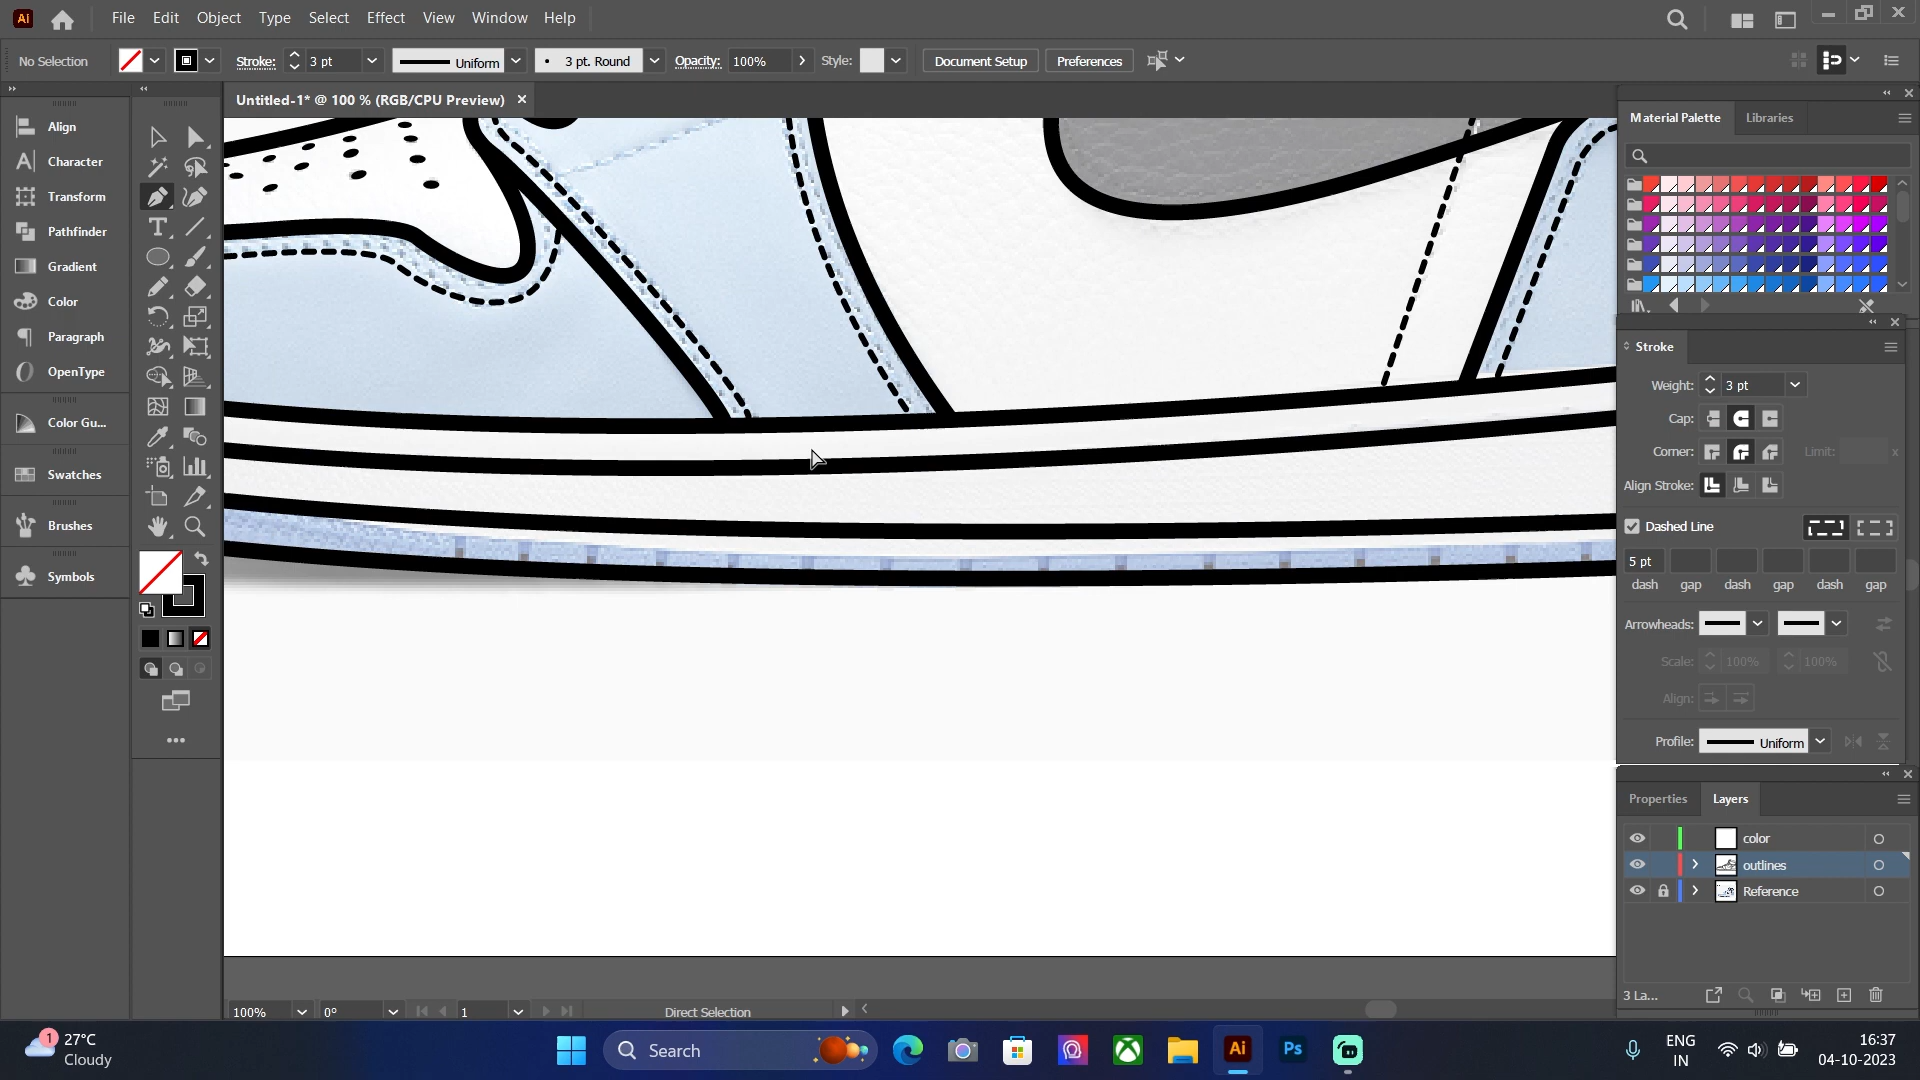 Ai File Edit Object Type Select Effect View Window Help
No Selection Stroke: 3 pt Uniform 3 pt. Round Opacity: 100% Style: Document Setup Preferences
Untitled-1* @ 100 % (RGB/CPU Preview)
Align
Character
Transform
Pathfinder
Gradient
Color
Paragraph
OpenType
Color Gu...
Swatches
Brushes
Symbols
Material Palette Libraries
Stroke
Weight: 3 pt
Cap:
Corner: Limit: x
Align Stroke:
Dashed Line
5 pt
dash gap dash gap dash gap
Arrowheads:
Scale: 100% 100%
Align:
Profile: Uniform
Properties Layers
color
outlines
Reference
3 La...
100% 0° 1 Direct Selection
1 27°C
Cloudy
Search
Ai Ps
ENG
IN
16:37
04-10-2023